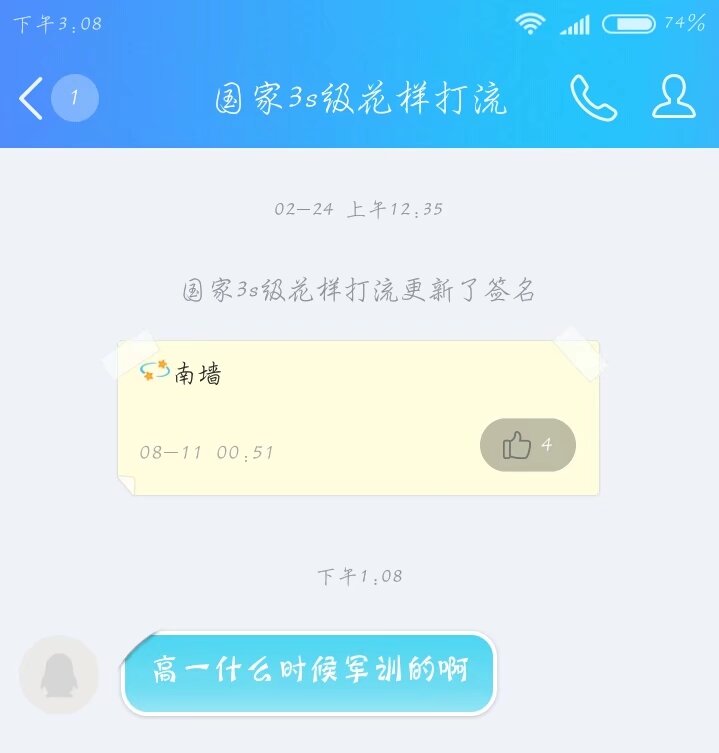 下午3:08
74%
1
国家3s级花样打流
02-24 上午12:35
国家3s级花样打流更新了签名
南墙
08-11 00:51
4
下午1:08
高一什么时候军训的啊